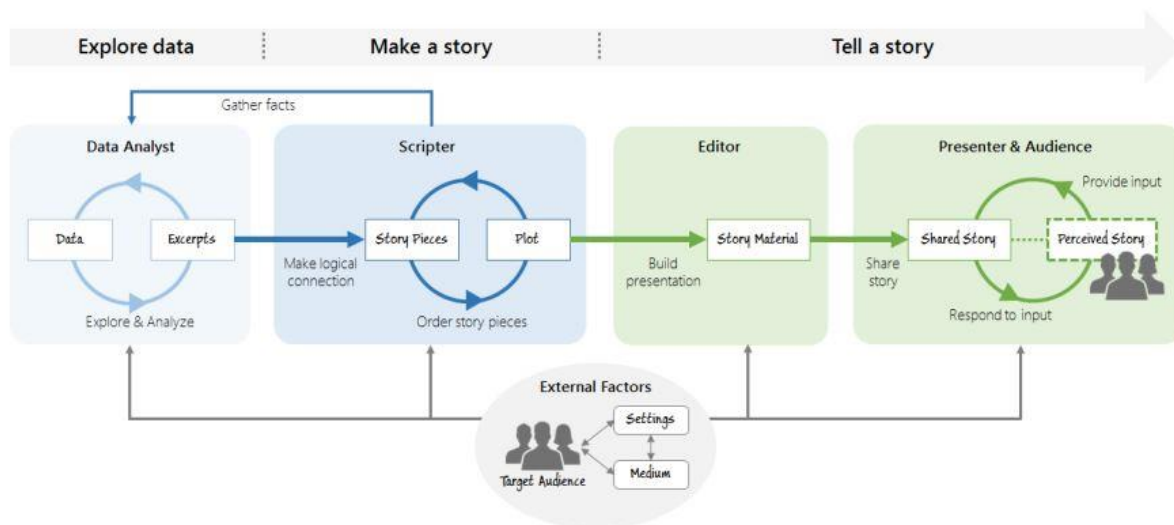 Explore data
Make a story
Tell a story
Gather facts
Data Analyst
Scripter
Editor
Presenter & Audience
Provide input
Data
Excerpts
Story Pieces
Plot
Story Material
Shared Story
Perceived Story
Make logical
connection
Build
presentation
Share
story
Explore & Analyze
Order story pieces
Respond to input
External Factors
Settings
Medium
Target Audience